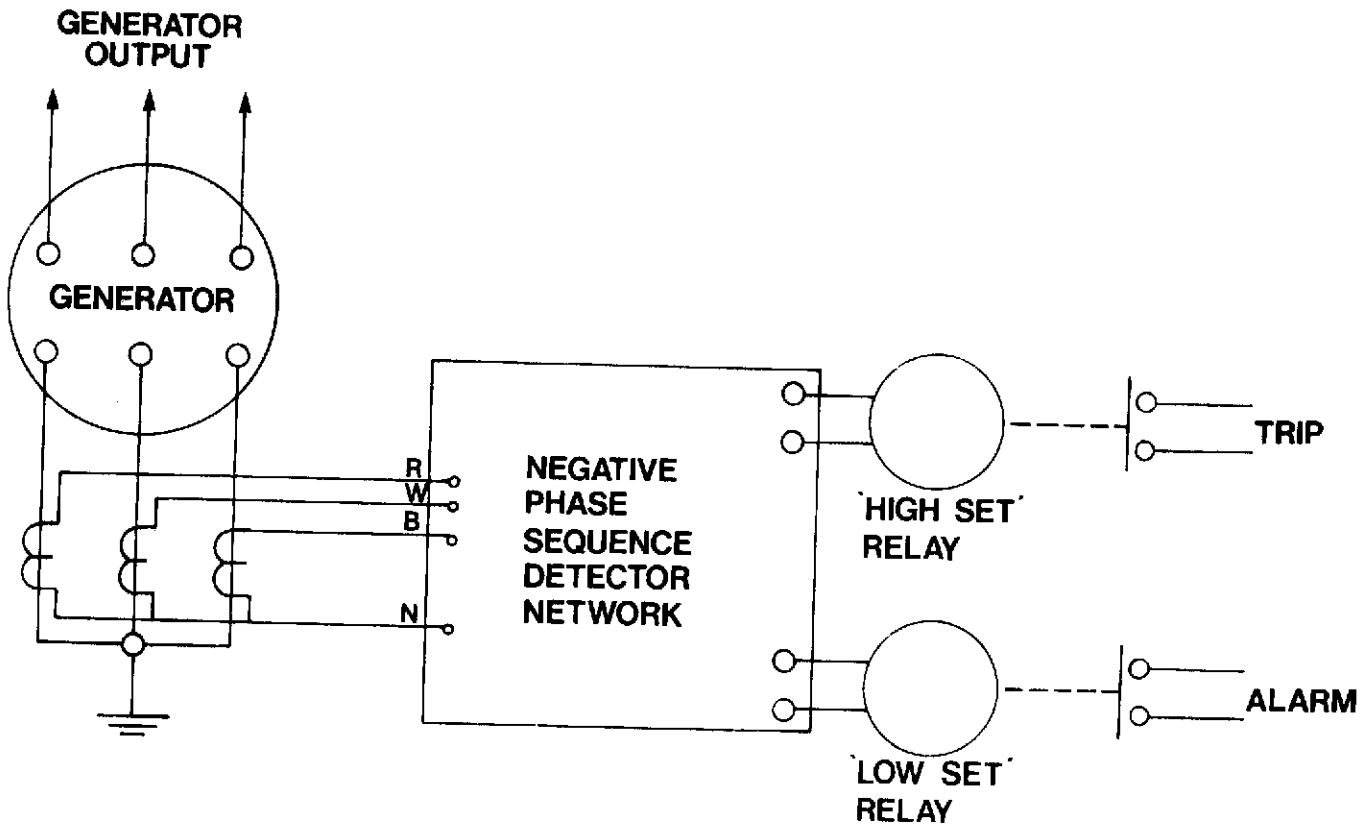 GENERATOR
OUTPUT
GENERATOR
R
W
B
N
NEGATIVE
PHASE
SEQUENCE
DETECTOR
NETWORK
'HIGH SET'
RELAY
TRIP
'LOW SET'
RELAY
ALARM